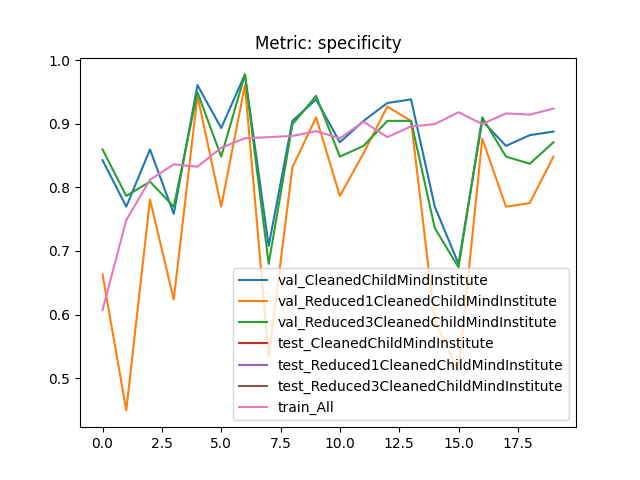 Metric: specificity
1.0
0.9
0.8
0.7
0.6
0.5
val_CleanedChildMindInstitute
val_Reduced1CleanedChildMindInstitute
val_Reduced3CleanedChildMindInstitute
test_CleanedChildMindInstitute
test_Reduced1CleanedChildMindInstitute
test_Reduced3CleanedChildMindInstitute
train_All
0.0 2.5 5.0 7.5 10.0 12.5 15.0 17.5